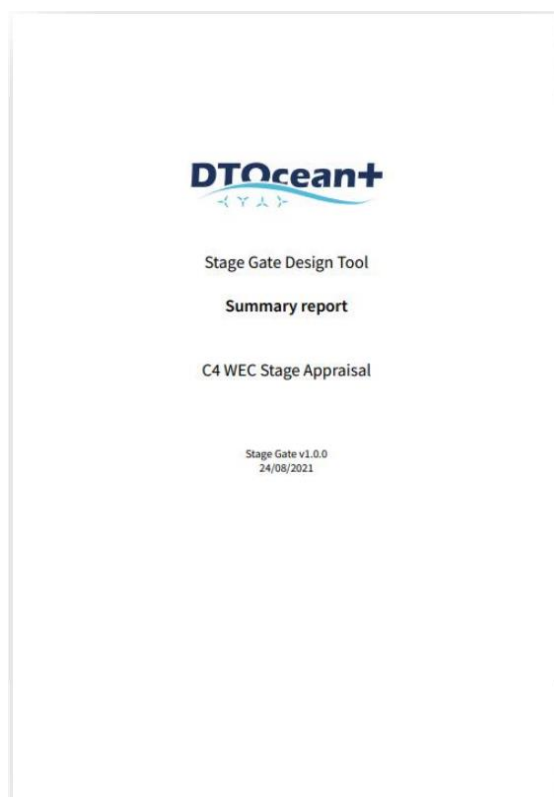 DTOcean+
Stage Gate Design Tool
Summary report
C4 WEC Stage Appraisal
Stage Gate v1.0.0
24/08/2021